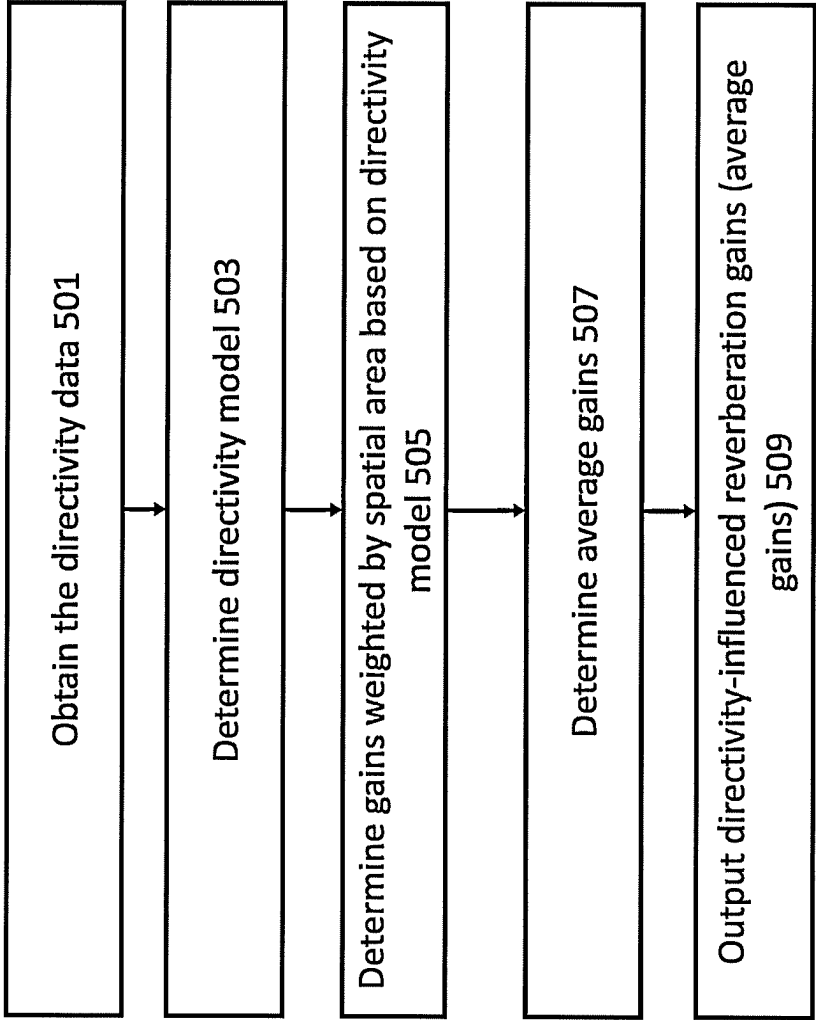 Obtain the directivity data 501
Determine directivity model 503
Determine gains weighted by spatial area based on directivity
model 505
Determine average gains 507
Output directivity-influenced reverberation gains (average
gains) 509